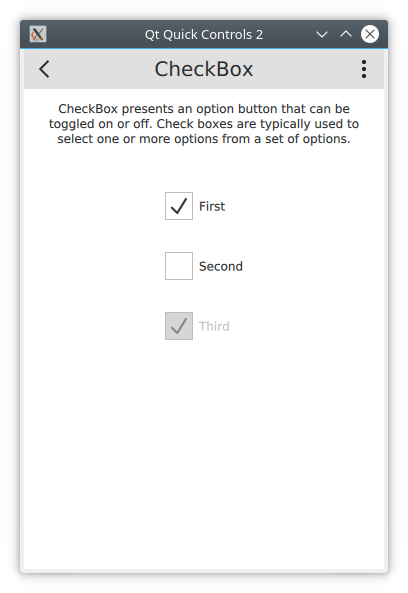 Qt Quick Controls 2
CheckBox
CheckBox presents an option button that can be
toggled on or off. Check boxes are typically used to
select one or more options from a set of options.
First
Second
Third